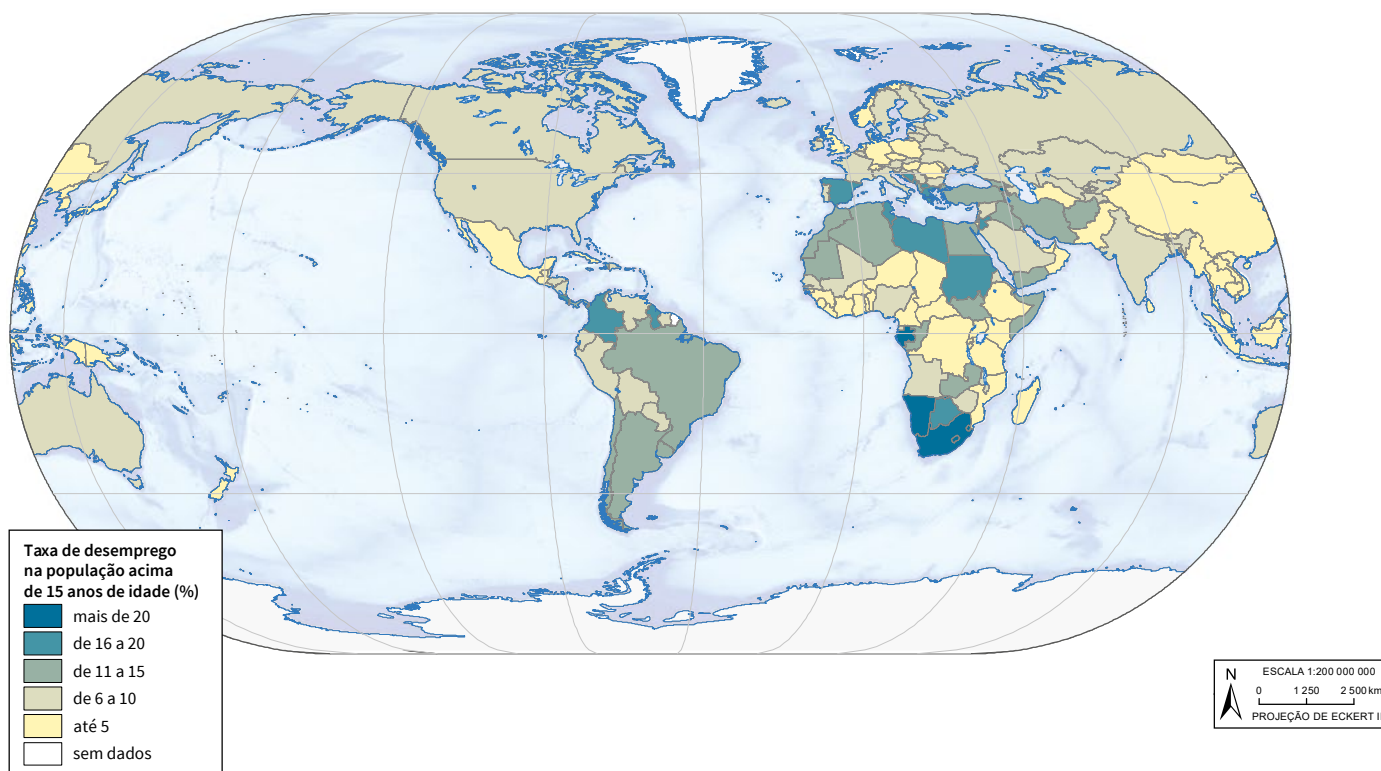 Taxa de desemprego
na população acima
de 15 anos de idade (%)
mais de 20
de 16 a 20
de 11 a 15
de 6 a 10
até 5
sem dados
N
ESCALA 1:200 000 000
0 1 250 2 500 km
PROJEÇÃO DE ECKERT